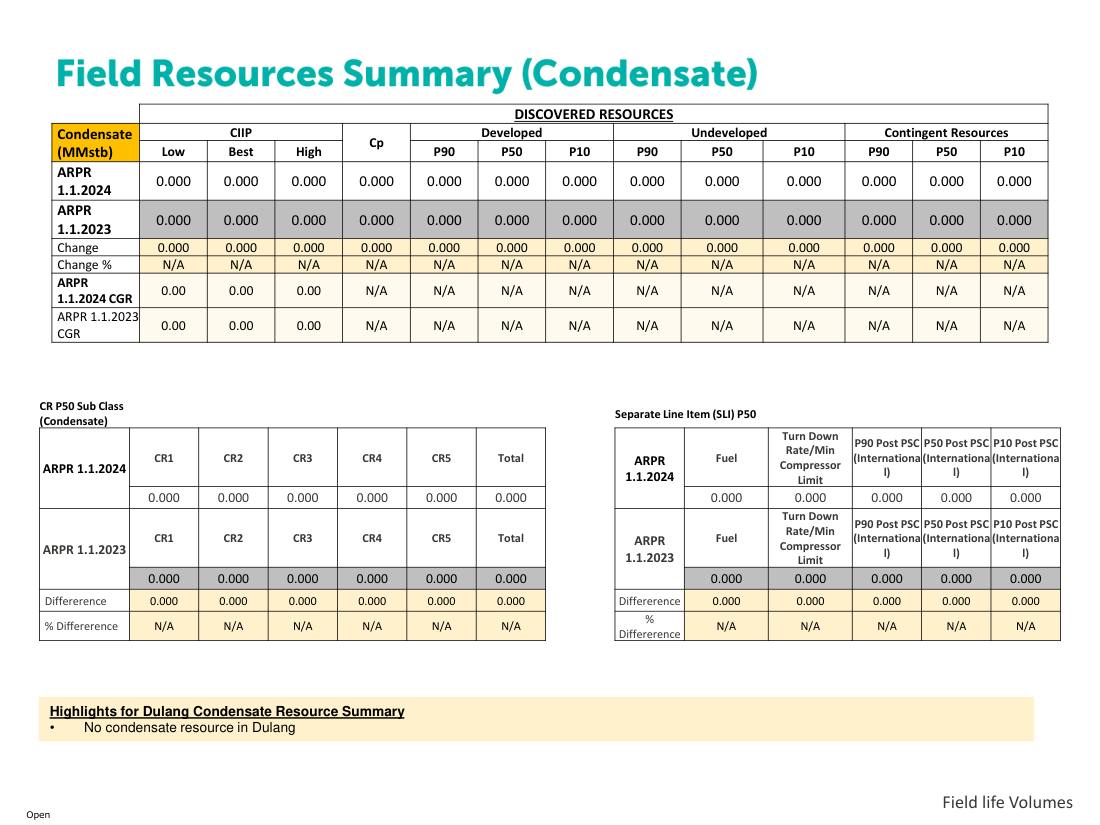 Field Resources Summary (Condensate)
DISCOVERED RESOURCES
Condensate (MMstb) CIIP Cp Developed Undeveloped Contingent Resources
Low Best High P90 P50 P10 P90 P50 P10 P90 P50 P10
ARPR 1.1.2024 0.000 0.000 0.000 0.000 0.000 0.000 0.000 0.000 0.000 0.000 0.000 0.000 0.000
ARPR 1.1.2023 0.000 0.000 0.000 0.000 0.000 0.000 0.000 0.000 0.000 0.000 0.000 0.000 0.000
Change 0.000 0.000 0.000 0.000 0.000 0.000 0.000 0.000 0.000 0.000 0.000 0.000 0.000
Change % N/A N/A N/A N/A N/A N/A N/A N/A N/A N/A N/A N/A N/A
ARPR 1.1.2024 CGR 0.00 0.00 0.00 N/A N/A N/A N/A N/A N/A N/A N/A N/A N/A
ARPR 1.1.2023 CGR 0.00 0.00 0.00 N/A N/A N/A N/A N/A N/A N/A N/A N/A N/A
CR P50 Sub Class (Condensate)
ARPR 1.1.2024 CR1 CR2 CR3 CR4 CR5 Total
0.000 0.000 0.000 0.000 0.000 0.000
ARPR 1.1.2023 CR1 CR2 CR3 CR4 CR5 Total
0.000 0.000 0.000 0.000 0.000 0.000
Differerence 0.000 0.000 0.000 0.000 0.000 0.000
% Differerence N/A N/A N/A N/A N/A N/A
Separate Line Item (SLI) P50
ARPR 1.1.2024 Fuel Turn Down Rate/Min Compressor Limit P90 Post PSC (International) P50 Post PSC (International) P10 Post PSC (International)
0.000 0.000 0.000 0.000 0.000
ARPR 1.1.2023 Fuel Turn Down Rate/Min Compressor Limit P90 Post PSC (International) P50 Post PSC (International) P10 Post PSC (International)
0.000 0.000 0.000 0.000 0.000
Differerence 0.000 0.000 0.000 0.000 0.000
% Differerence N/A N/A N/A N/A N/A
Highlights for Dulang Condensate Resource Summary
• No condensate resource in Dulang
Field life Volumes
Open